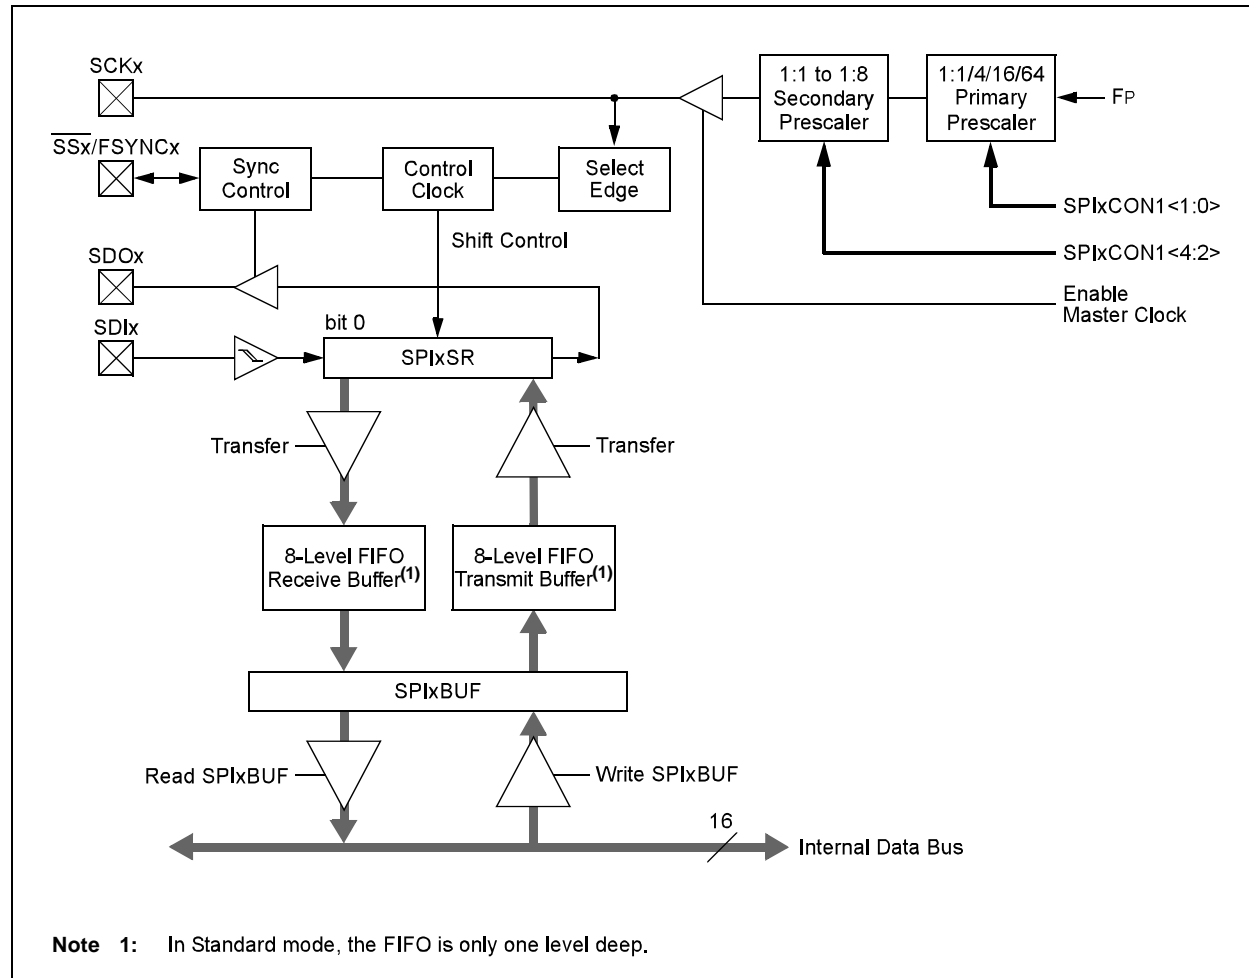 SCKx
1:1 to 1:8
Secondary
Prescaler
1:1/4/16/64
Primary
Prescaler
FP
SSx/FSYNCx
Sync
Control
Control
Clock
Select
Edge
SPIxCON1<1:0>
Shift Control
SPIxCON1<4:2>
SDOx
Enable
Master Clock
SDIx
bit 0
SPIxSR
Transfer
Transfer
8-Level FIFO
Receive Buffer(1)
8-Level FIFO
Transmit Buffer(1)
SPIxBUF
Read SPIxBUF
Write SPIxBUF
16
Internal Data Bus
Note 1: In Standard mode, the FIFO is only one level deep.